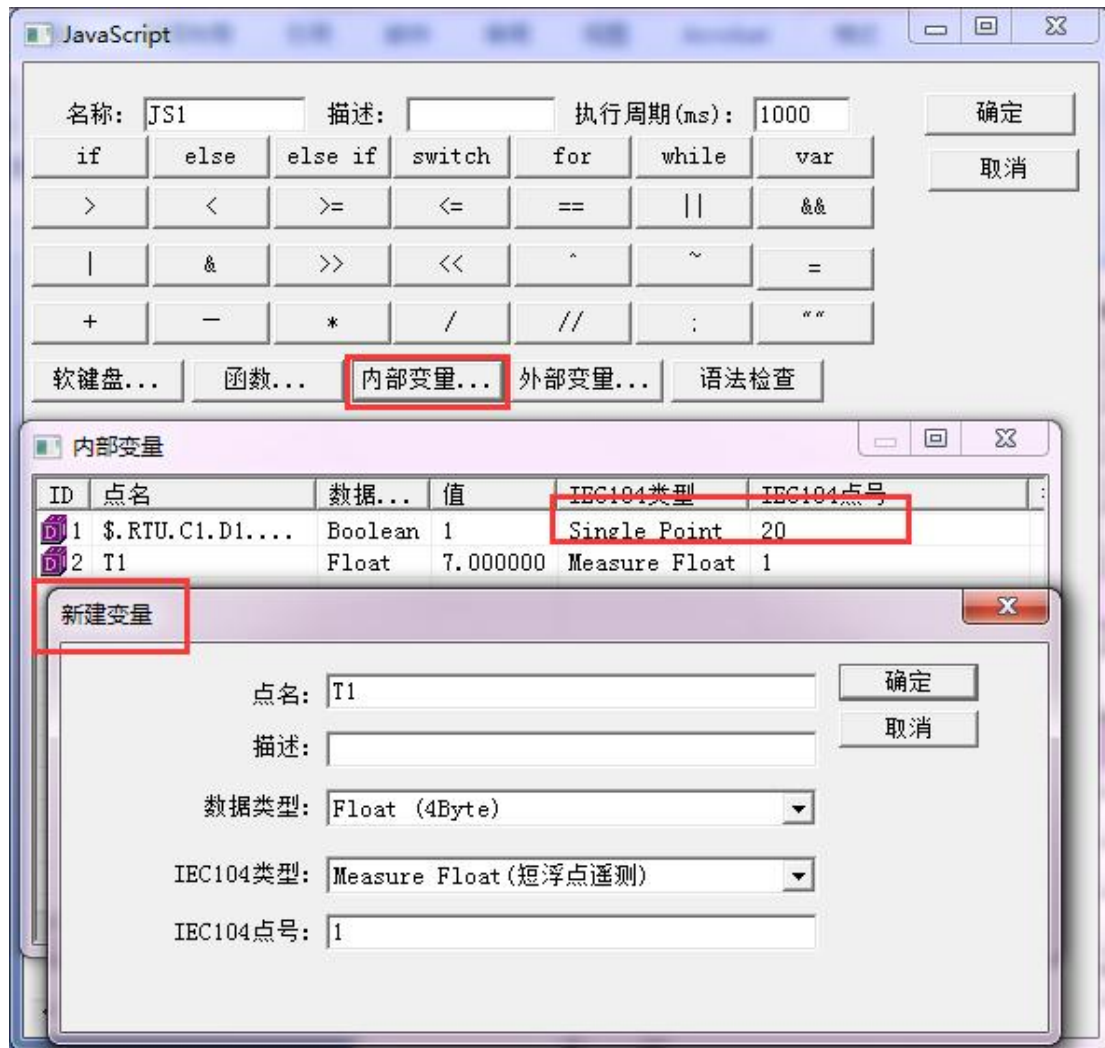 JavaScript
名称: JS1 描述: 执行周期(ms): 1000 确定
if else else if switch for while var 取消
> < >= <= == || &&
| & >> << ^ ~ =
+ — * / // ; ""
软键盘... 函数... 内部变量... 外部变量... 语法检查
内部变量
ID 点名 数据... 值 IEC104类型 IEC104点号
1 $.RTU.C1.D1.... Boolean 1 Single Point 20
2 T1 Float 7.000000 Measure Float 1
新建变量
点名: T1 确定
描述: 取消
数据类型: Float (4Byte)
IEC104类型: Measure Float(短浮点遥测)
IEC104点号: 1